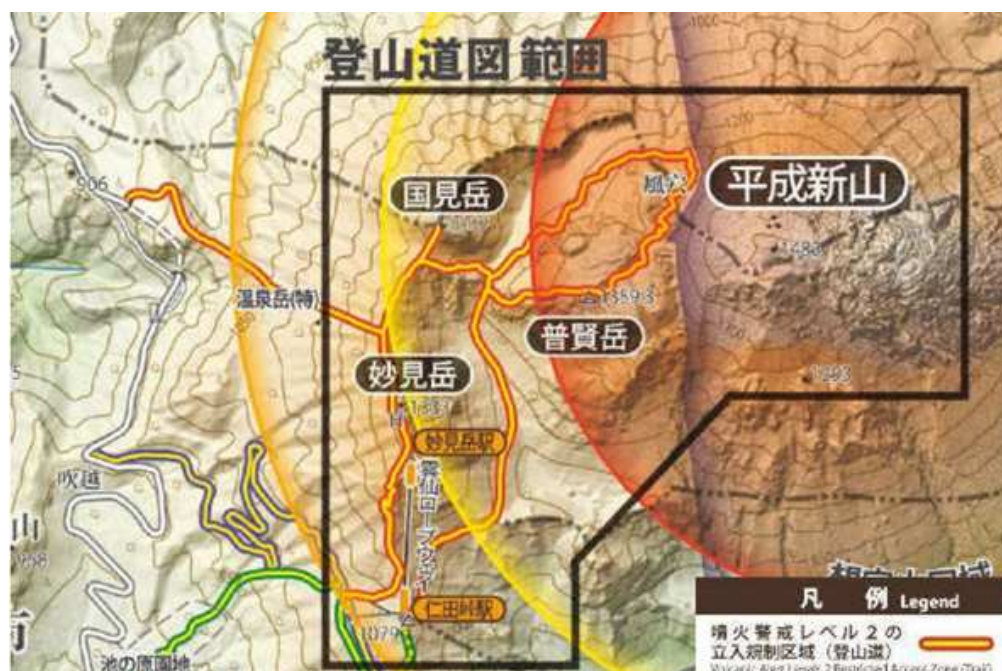 登山道図範囲
1000
1200
906
国見岳
風穴
平成新山
1483
温泉岳(特)
1359.3
普賢岳
妙見岳
1293
妙見岳駅
吹越
雲仙ロープウェイ
山
仁田峠駅
1079
池の原園地
凡 例 Legend
噴火警戒レベル2の
立入規制区域（登山道）